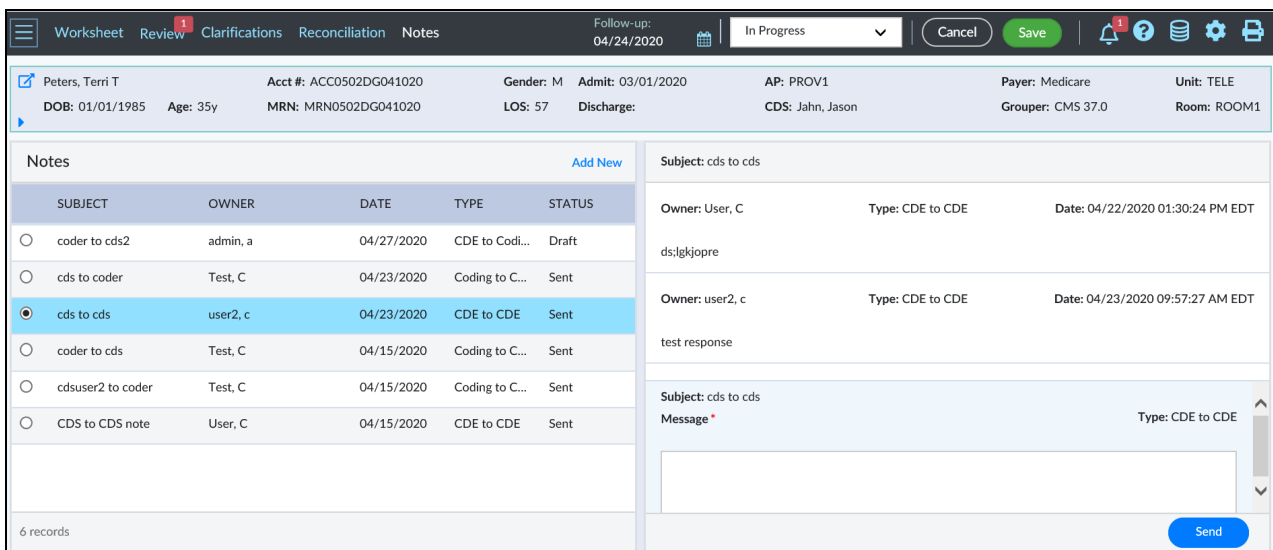 Worksheet Review 1 Clarifications Reconciliation Notes Follow-up: 04/24/2020 In Progress Cancel Save 1 ?
Peters, Terri T Acct #: ACC0502DG041020 Gender: M Admit: 03/01/2020 AP: PROV1 Payer: Medicare Unit: TELE
DOB: 01/01/1985 Age: 35y MRN: MRN0502DG041020 LOS: 57 Discharge: CDS: Jahn, Jason Grouper: CMS 37.0 Room: ROOM1
Notes Add New
SUBJECT OWNER DATE TYPE STATUS
coder to cds2 admin, a 04/27/2020 CDE to Codi... Draft
cds to coder Test, C 04/23/2020 Coding to C... Sent
cds to cds user2, c 04/23/2020 CDE to CDE Sent
coder to cds Test, C 04/15/2020 Coding to C... Sent
cdsuser2 to coder Test, C 04/15/2020 Coding to C... Sent
CDS to CDS note User, C 04/15/2020 CDE to CDE Sent
6 records
Subject: cds to cds
Owner: User, C Type: CDE to CDE Date: 04/22/2020 01:30:24 PM EDT
ds;lgkjopre
Owner: user2, c Type: CDE to CDE Date: 04/23/2020 09:57:27 AM EDT
test response
Subject: cds to cds
Message * Type: CDE to CDE
Send